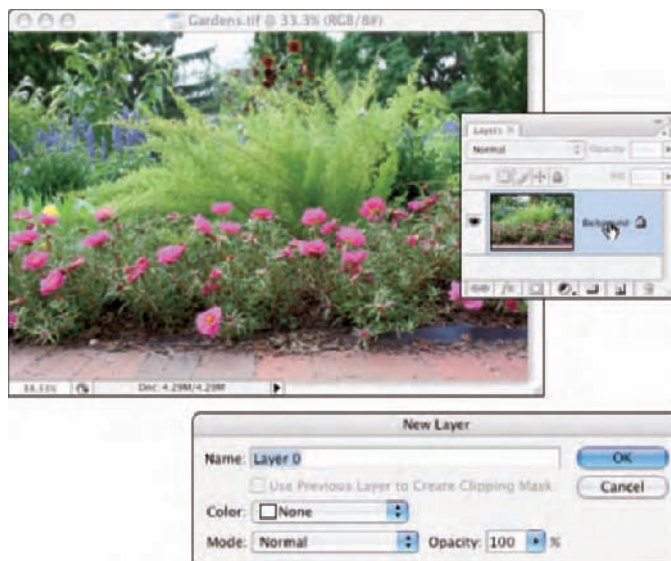 Gardens.tif @ 33.3% (RGB/8#)
Layers
Normal
Opacity:
Lock:
Fill:
Background
33.33%
Doc: 4.29M/4.29M
New Layer
Name: Layer 0
OK
Use Previous Layer to Create Clipping Mask
Cancel
Color: None
Mode: Normal
Opacity: 100 %